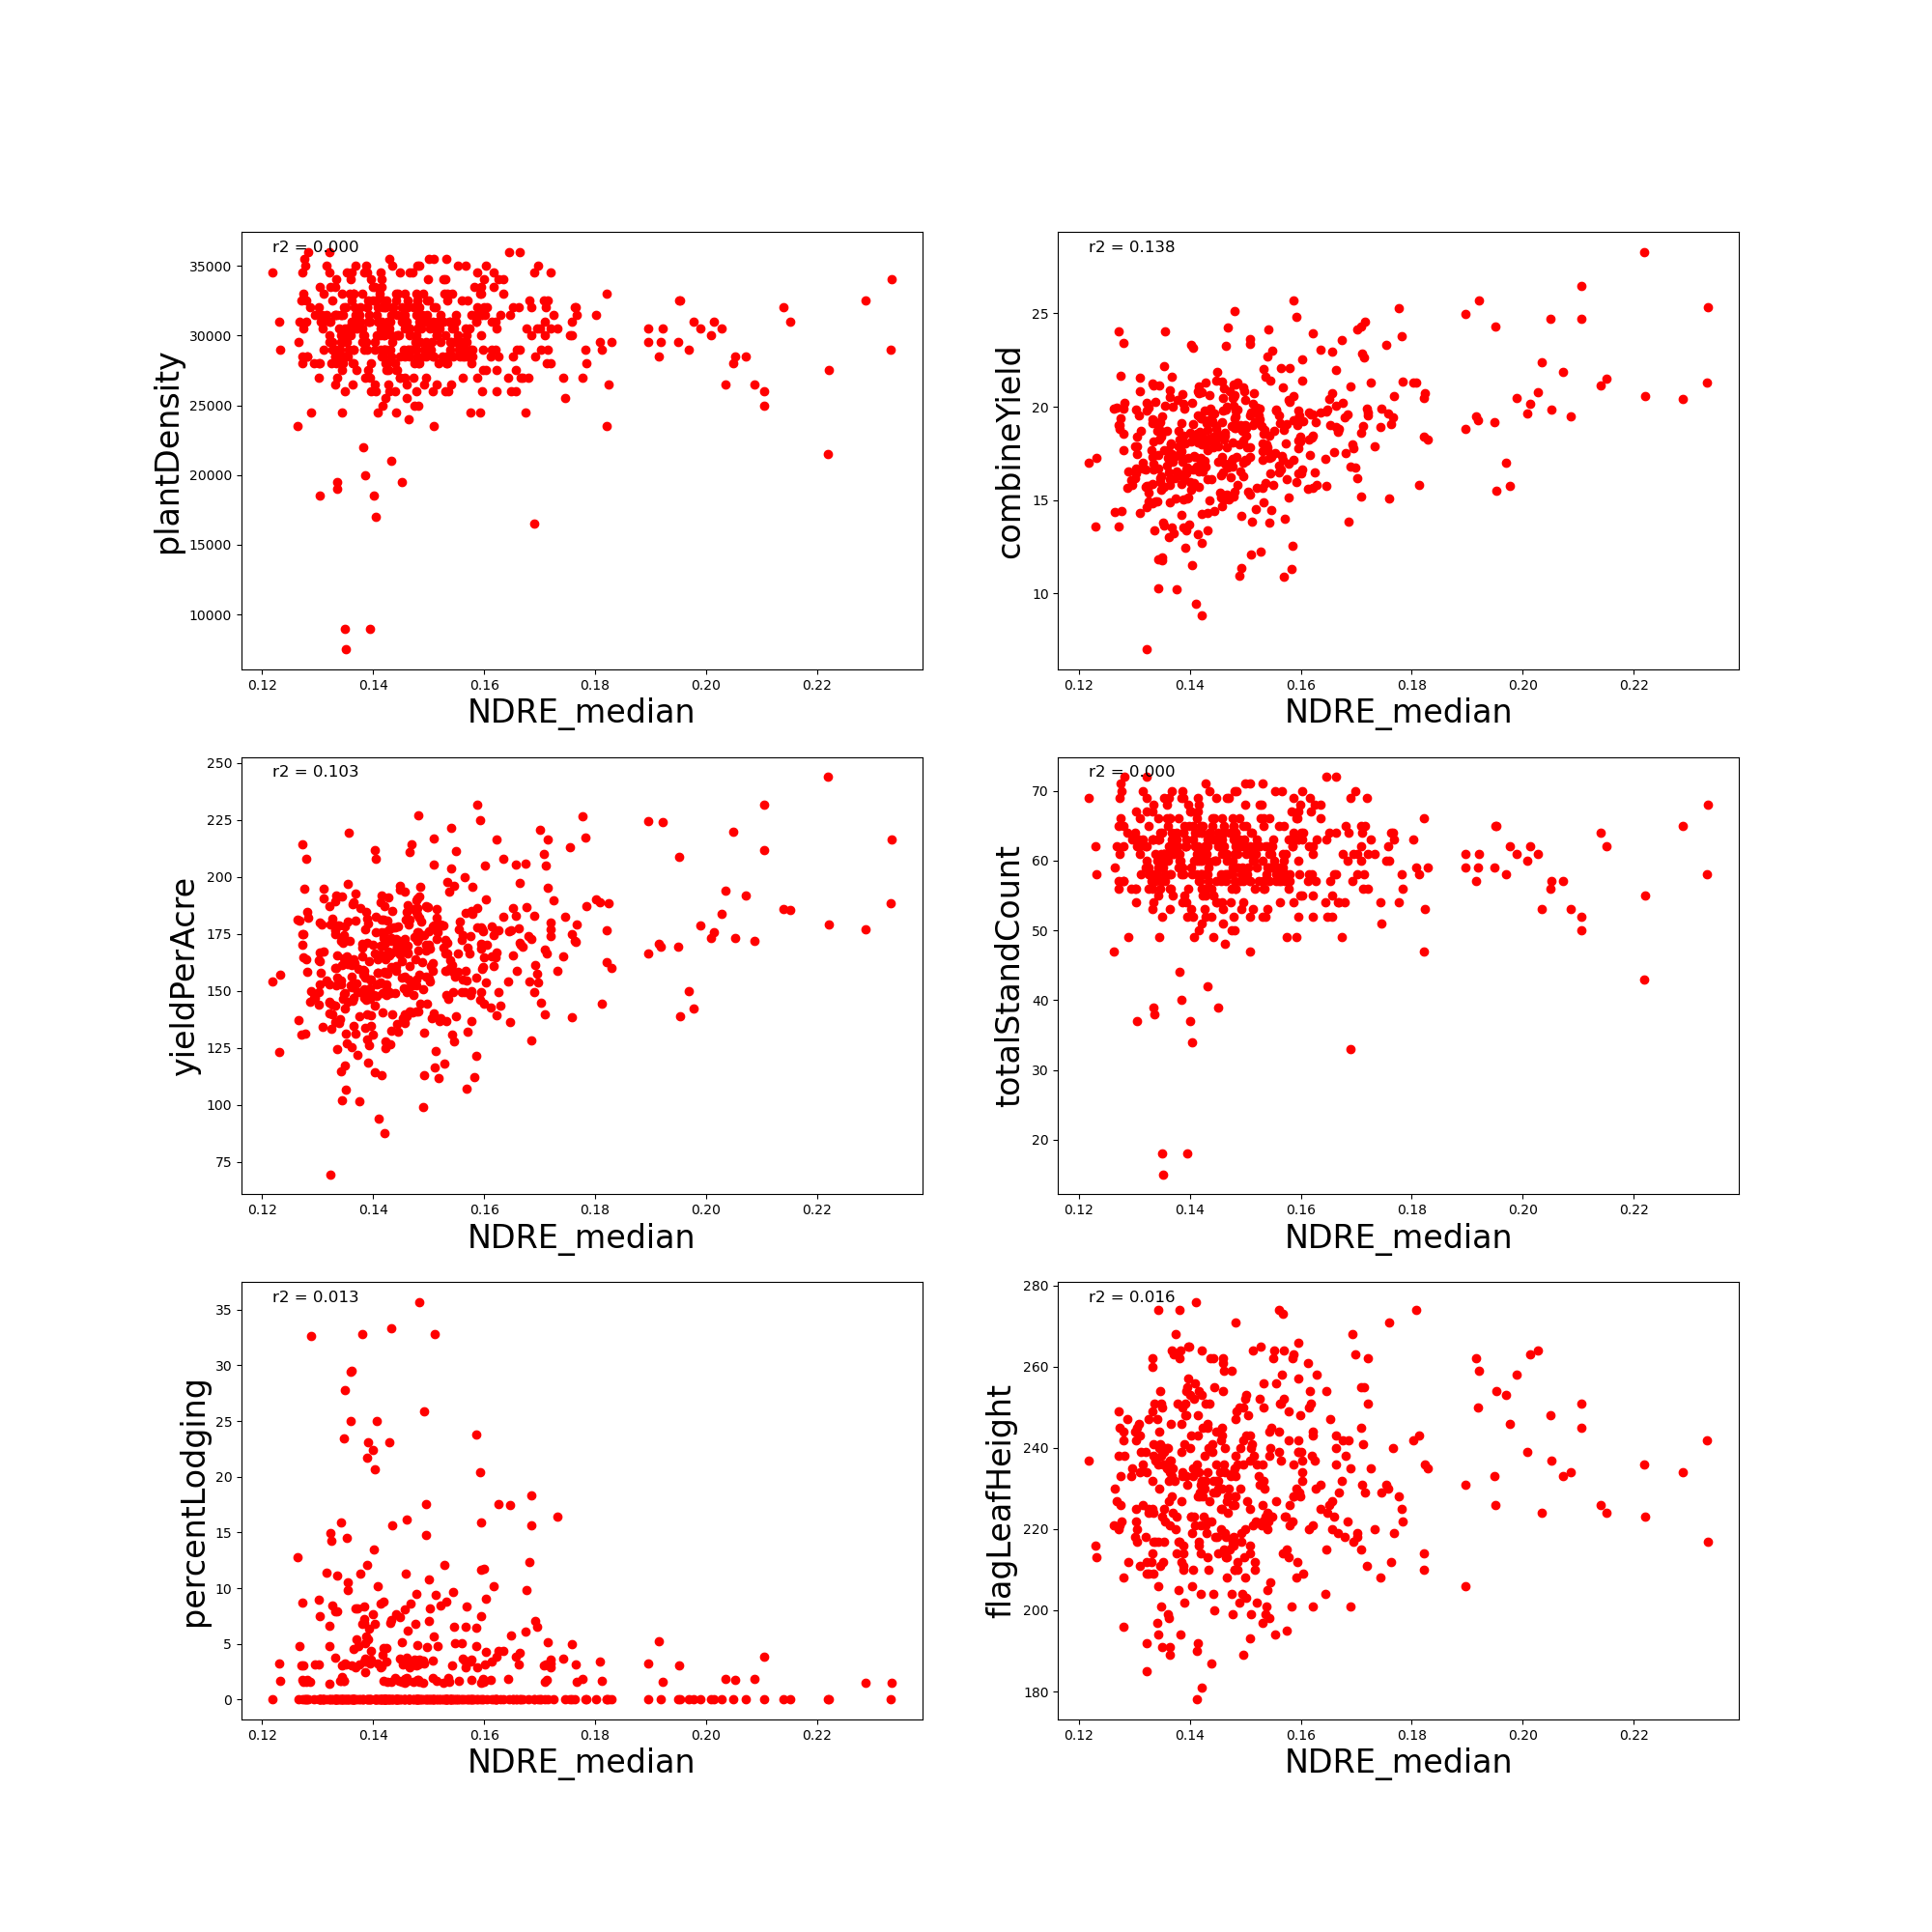 r2 = 0.000
plantDensity
35000
30000
25000
20000
15000
10000
0.12 0.14 0.16 0.18 0.20 0.22
NDRE_median
r2 = 0.138
combineYield
25
20
15
10
0.12 0.14 0.16 0.18 0.20 0.22
NDRE_median
r2 = 0.103
yieldPerAcre
250
225
200
175
150
125
100
75
0.12 0.14 0.16 0.18 0.20 0.22
NDRE_median
r2 = 0.000
totalStandCount
70
60
50
40
30
20
0.12 0.14 0.16 0.18 0.20 0.22
NDRE_median
r2 = 0.013
percentLodging
35
30
25
20
15
10
5
0
0.12 0.14 0.16 0.18 0.20 0.22
NDRE_median
r2 = 0.016
flagLeafHeight
280
260
240
220
200
180
0.12 0.14 0.16 0.18 0.20 0.22
NDRE_median